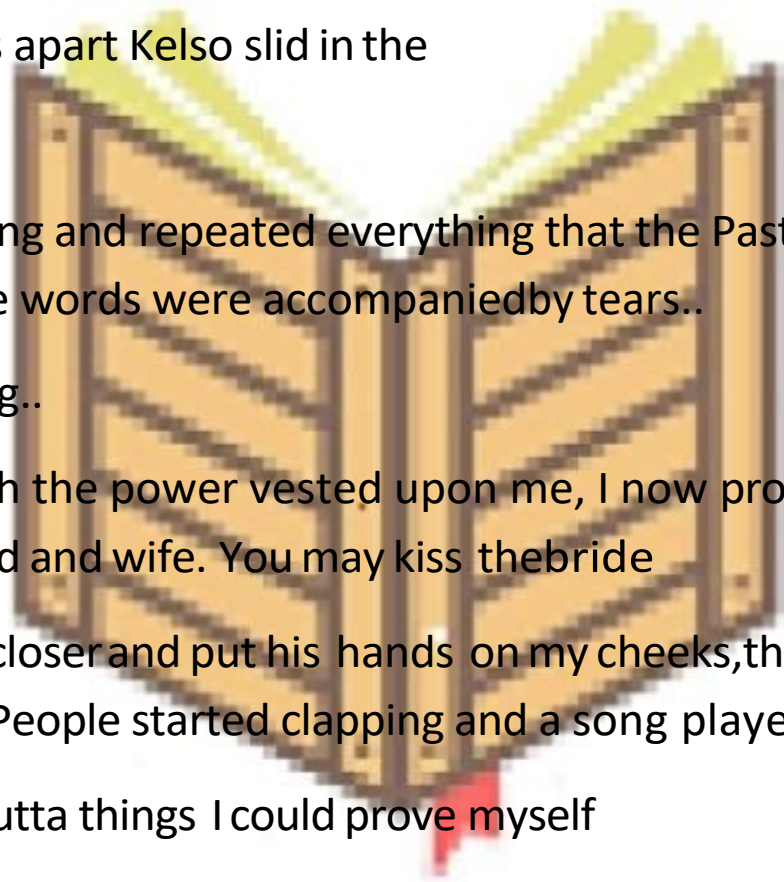 s apart Kelso slid in the
ng and repeated everything that the Past
e words were accompaniedby tears..
g..
h the power vested upon me, I now pro
d and wife. You may kiss thebride
closerand put his hands on my cheeks,th
People started clapping and a song playe
utta things I could prove myself